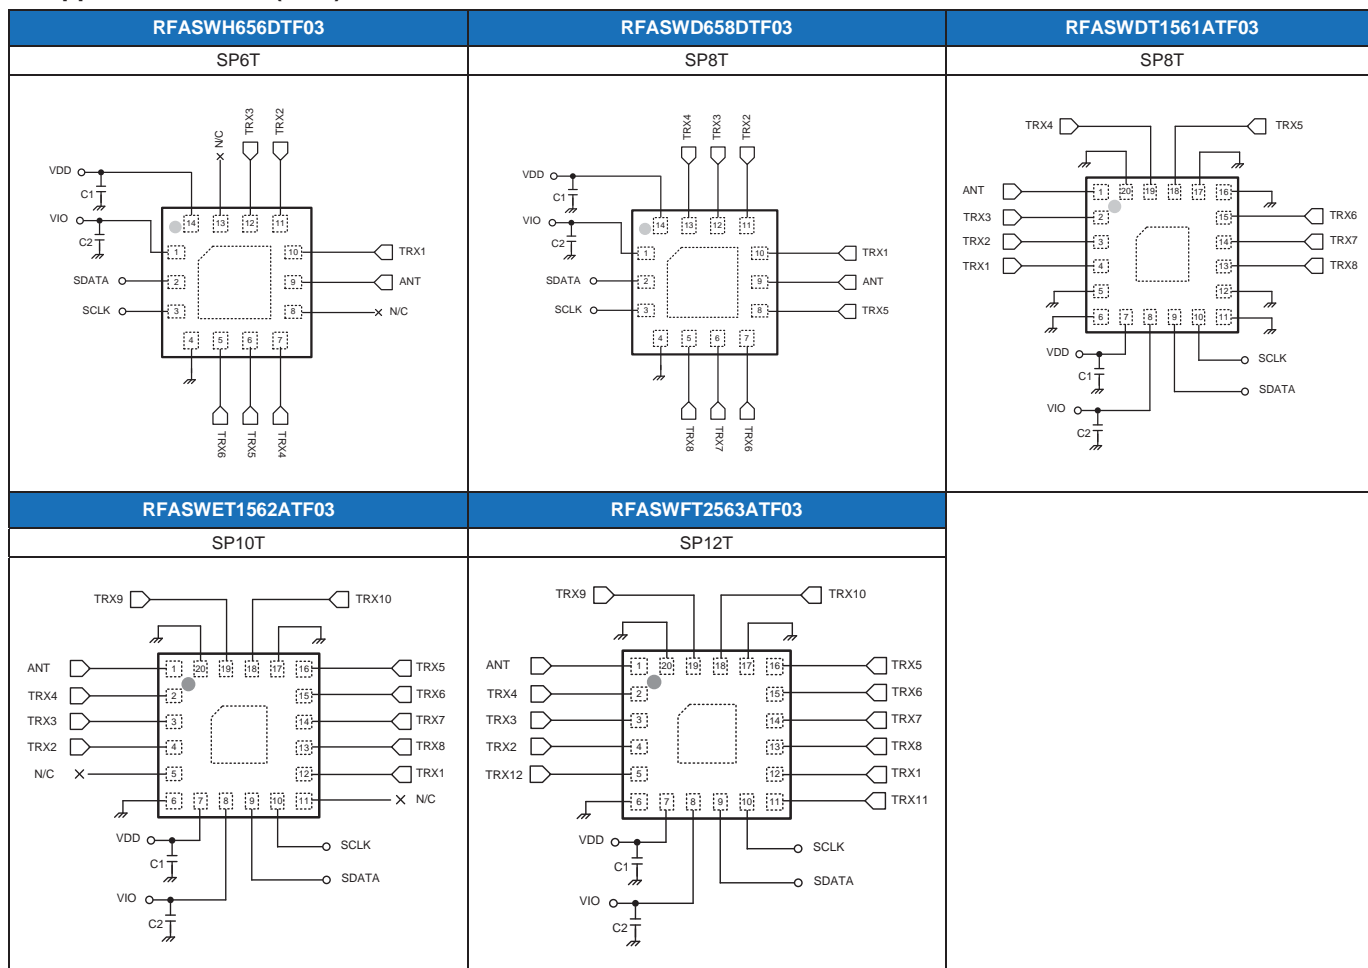 RFASWH656DTF03
RFASWD658DTF03
RFASWDT1561ATF03
SP6T
SP8T
SP8T
N/C
TRX3
TRX2
VDD
C1
VIO
C2
SDATA
SCLK
14
13
12
11
1
2
3
10
9
8
4
5
6
7
TRX1
ANT
N/C
TRX6
TRX5
TRX4
TRX4
TRX3
TRX2
VDD
C1
VIO
C2
SDATA
SCLK
14
13
12
11
1
2
3
10
9
8
4
5
6
7
TRX1
ANT
TRX5
TRX8
TRX7
TRX6
TRX4
TRX5
ANT
TRX3
TRX2
TRX1
1
2
3
4
5
6
20
19
18
17
16
15
14
13
12
11
7
8
9
10
TRX6
TRX7
TRX8
VDD
C1
VIO
C2
SCLK
SDATA
RFASWET1562ATF03
RFASWFT2563ATF03
SP10T
SP12T
TRX9
TRX10
ANT
TRX4
TRX3
TRX2
N/C
1
2
3
4
5
6
20
19
18
17
16
15
14
13
12
11
7
8
9
10
TRX5
TRX6
TRX7
TRX8
TRX1
N/C
VDD
C1
VIO
C2
SCLK
SDATA
TRX9
TRX10
ANT
TRX4
TRX3
TRX2
TRX12
1
2
3
4
5
6
20
19
18
17
16
15
14
13
12
11
7
8
9
10
TRX5
TRX6
TRX7
TRX8
TRX1
TRX11
VDD
C1
VIO
C2
SCLK
SDATA